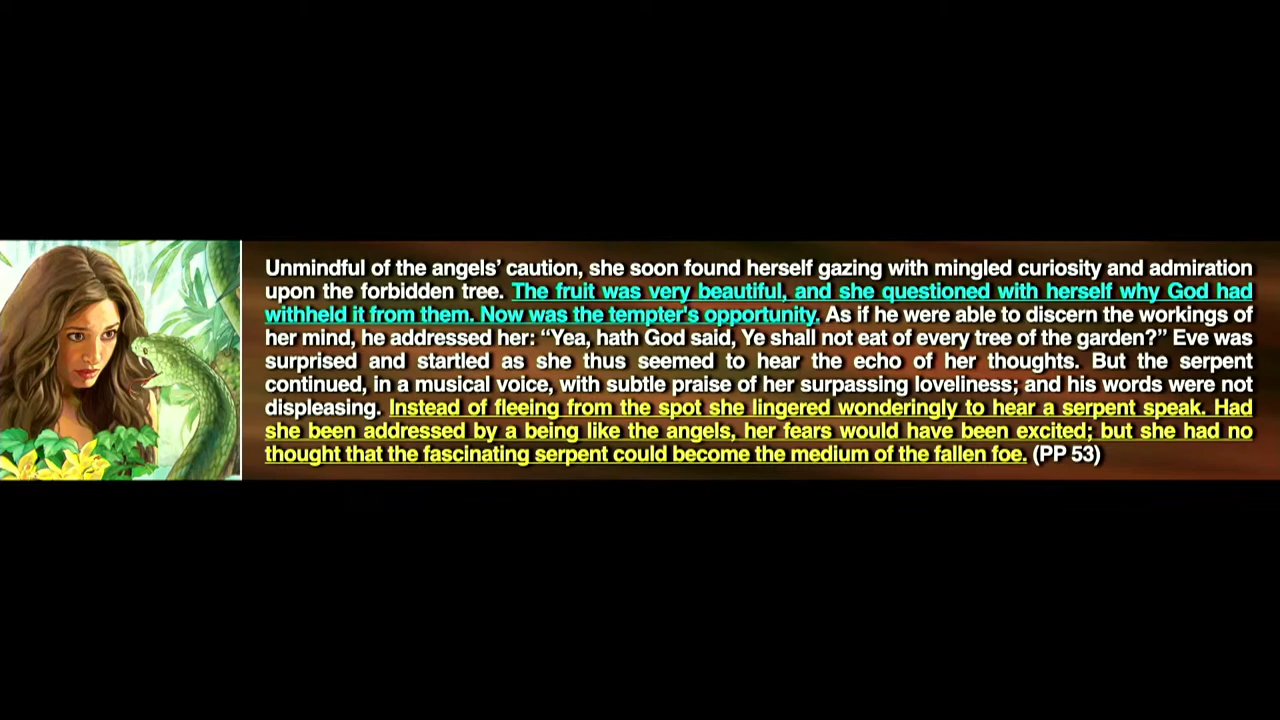 Unmindful of the angels’ caution, she soon found herself gazing with mingled curiosity and admiration
upon the forbidden tree. The fruit was very beautiful, and she questioned with herself why God had
withheld it from them. Now was the tempter's opportunity. As if he were able to discern the workings of
her mind, he addressed her: “Yea, hath God said, Ye shall not eat of every tree of the garden?” Eve was
surprised and startled as she thus seemed to hear the echo of her thoughts. But the serpent
continued, in a musical voice, with subtle praise of her surpassing loveliness; and his words were not
displeasing. Instead of fleeing from the spot she lingered wonderingly to hear a serpent speak. Had
she been addressed by a being like the angels, her fears would have been excited; but she had no
thought that the fascinating serpent could become the medium of the fallen foe. (PP 53)